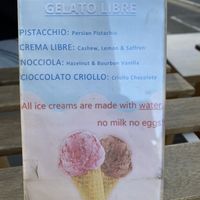 GELATO LIBRE
PISTACCHIO: Persian Pistachio
CREMA LIBRE: Cashew, Lemon & Saffron
NOCCIOLA: Hazelnut & Bourbon Vanilla
CIOCCOLATO CRIOLLO: Criollo Chocolate
All ice creams are made with water,
no milk no eggs!